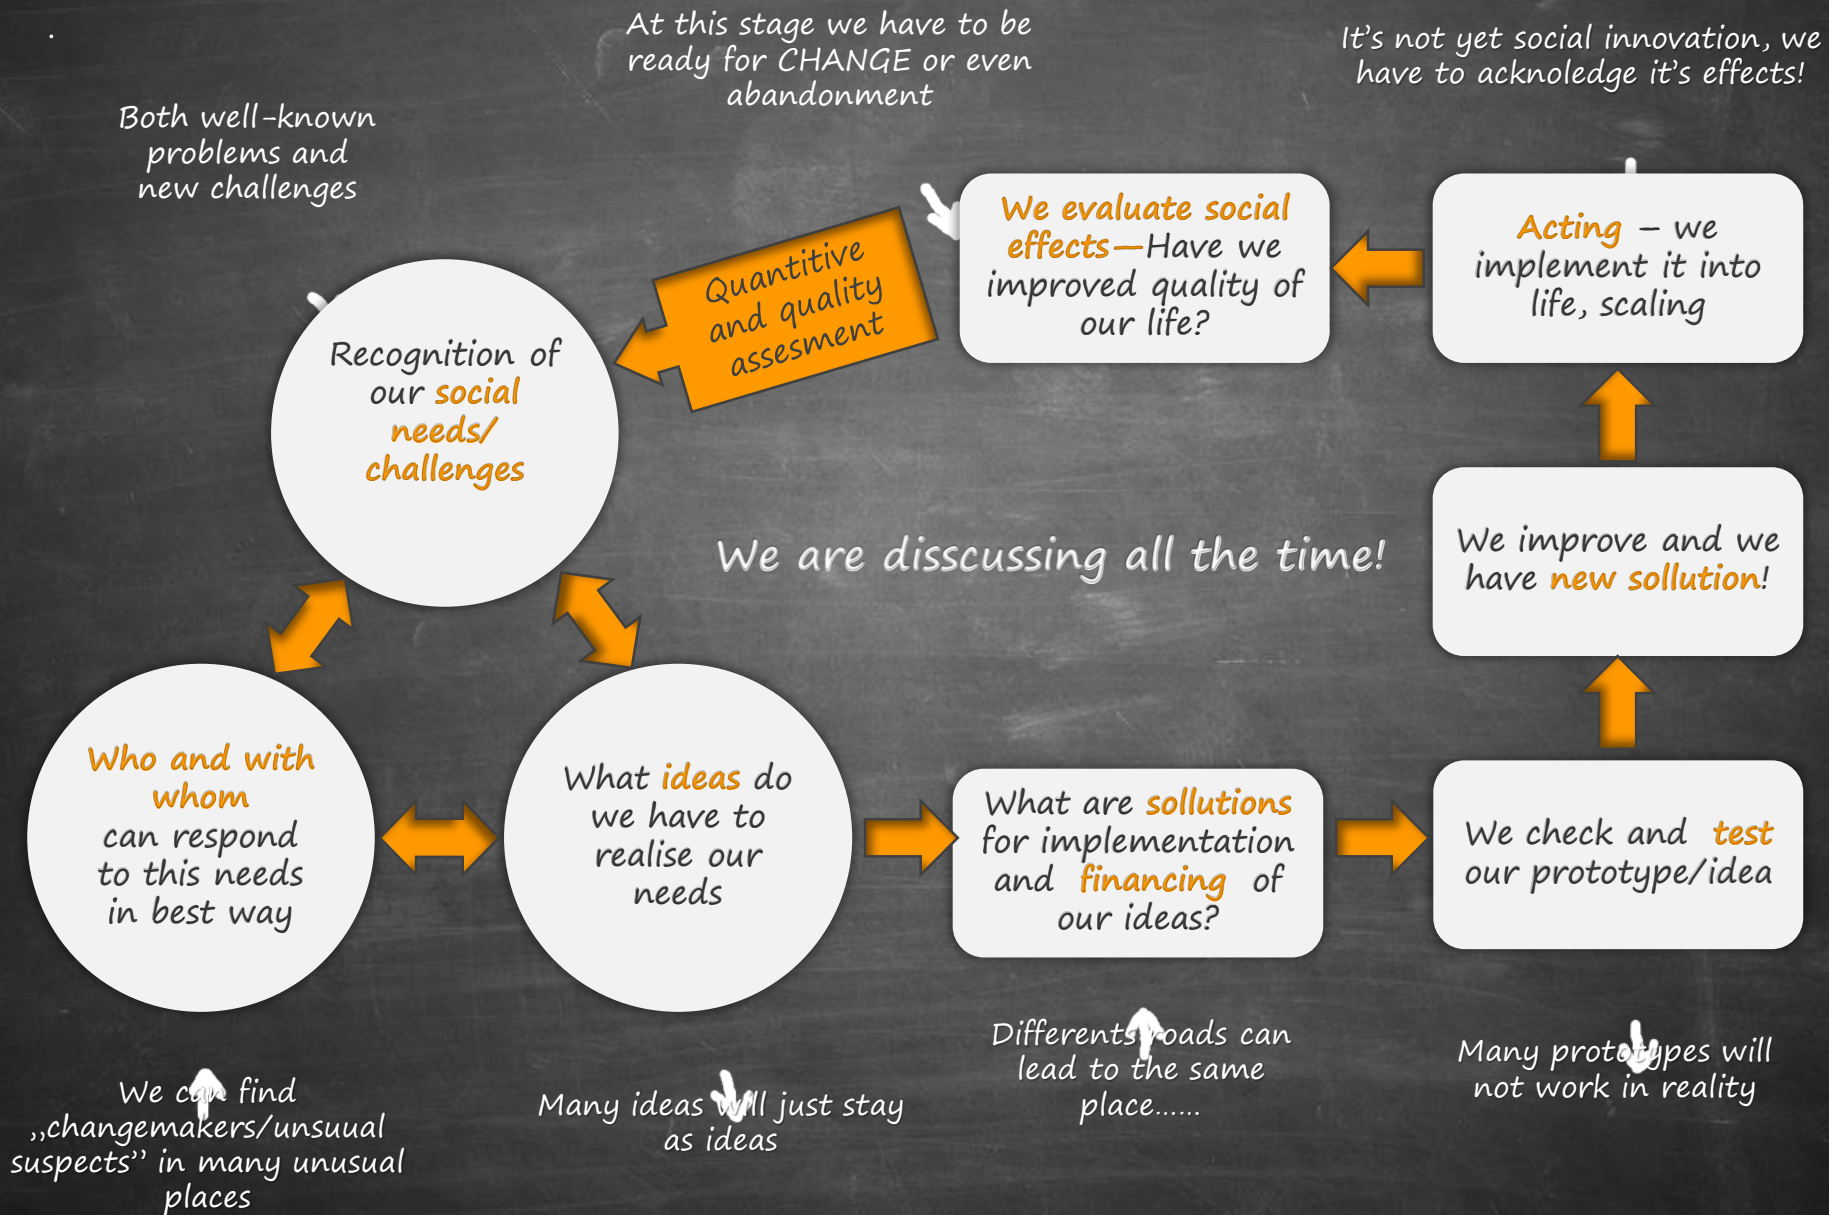 At this stage we have to be
ready for CHANGE or even
abandonment
It's not yet social innovation, we
have to acknoledge it's effects!
Both well-known
problems and
new challenges
We evaluate social
effects—Have we
improved quality of
our life?
Acting – we
implement it into
life, scaling
Quantitive
and quality
assesment
Recognition of
our social
needs/
challenges
We are disscussing all the time!
We improve and we
have new sollution!
Who and with
whom
can respond
to this needs
in best way
What ideas do
we have to
realise our
needs
What are sollutions
for implementation
and financing of
our ideas?
We check and test
our prototype/idea
We can find
„changemakers/unsuual
suspects” in many unusual
places
Many ideas will just stay
as ideas
Differents roads can
lead to the same
place......
Many prototypes will
not work in reality